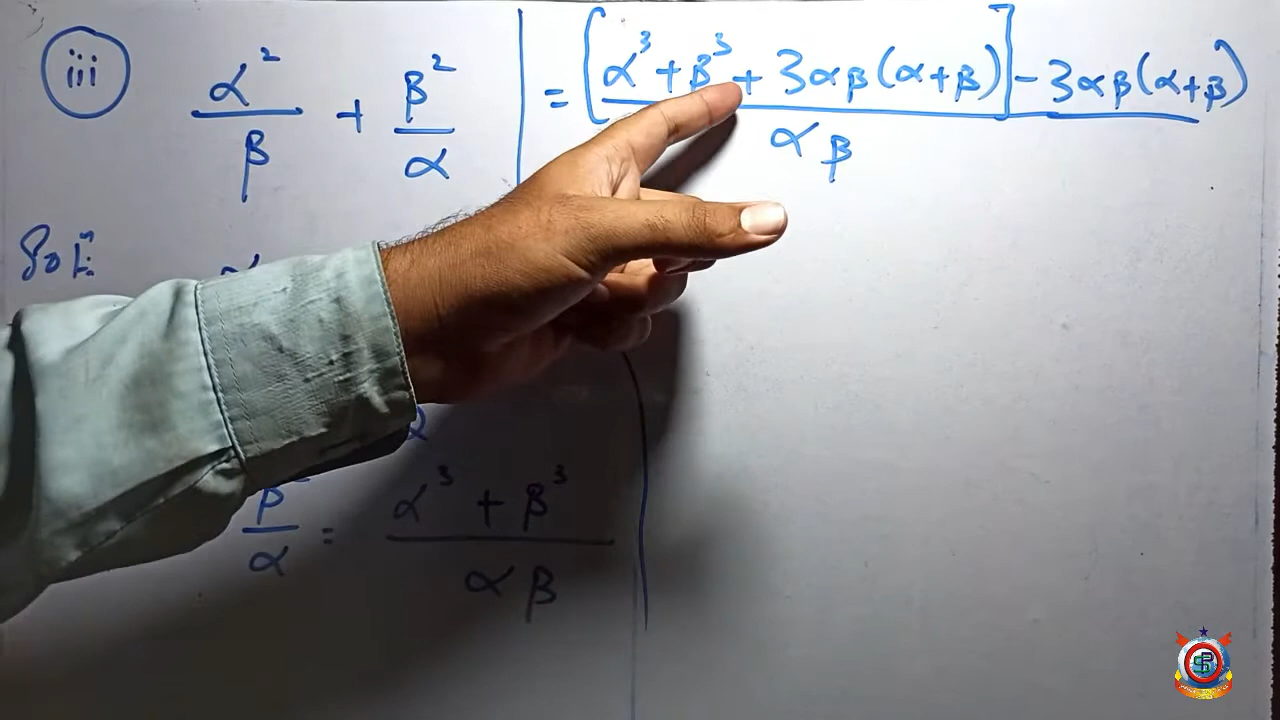 iii α²/β + β²/α
= [α³ + β³ + 3αβ(α+β)] - 3αβ(α+β) / αβ
Sol:
β²/α = α³ + β³ / αβ